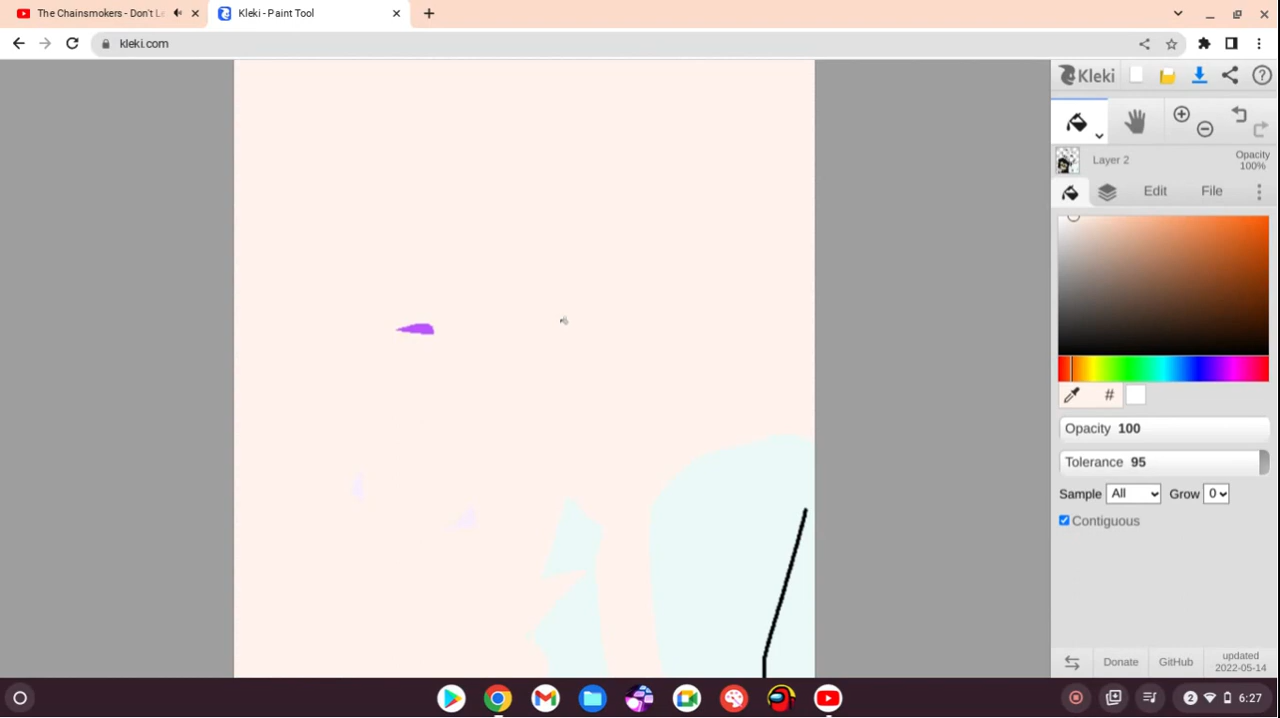 The Chainsmokers - Don't Le
Kleki - Paint Tool
kleki.com
Kleki
Layer 2
Opacity
100%
Edit
File
#
Opacity 100
Tolerance 95
Sample All Grow 0
Contiguous
Donate
GitHub
updated
2022-05-14
2
6:27